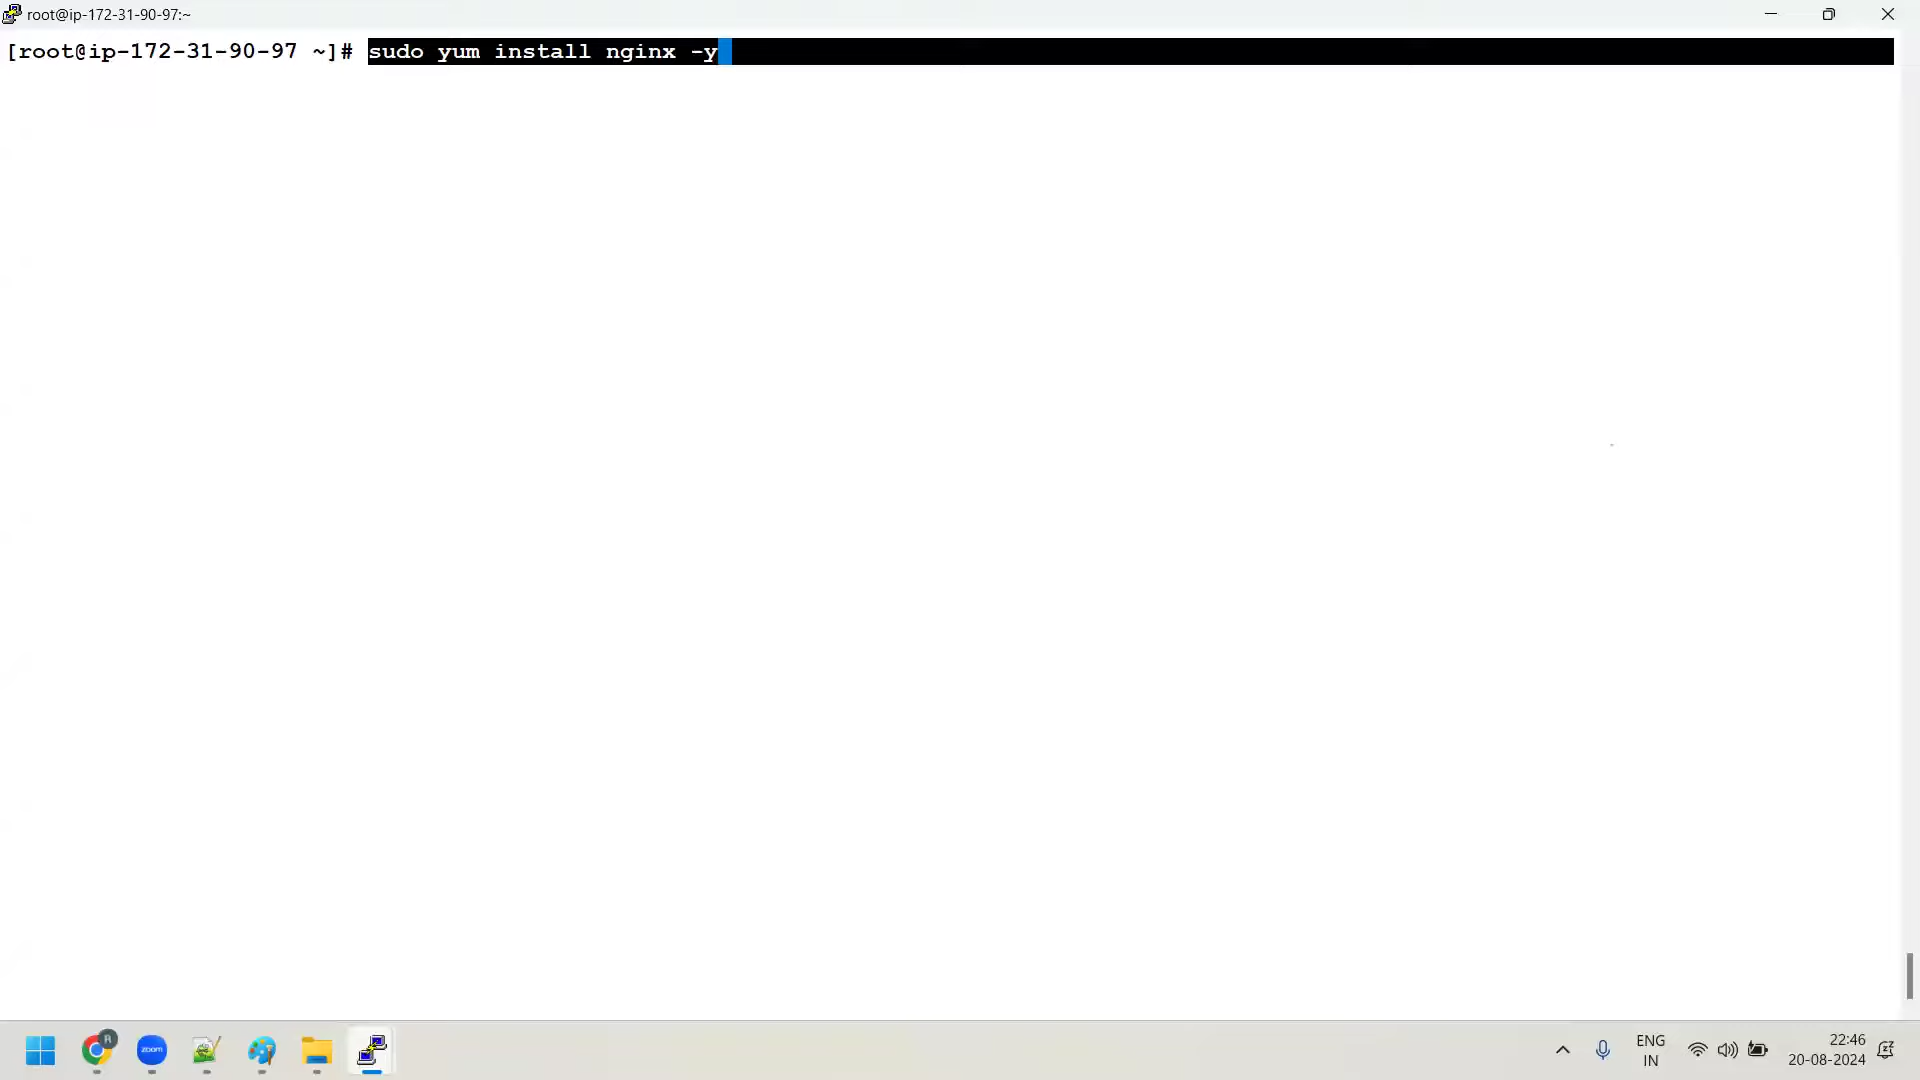 root@ip-172-31-90-97:~
[root@ip-172-31-90-97 ~]# sudo yum install nginx -y
R
zoom
ENG
IN
22:46
20-08-2024